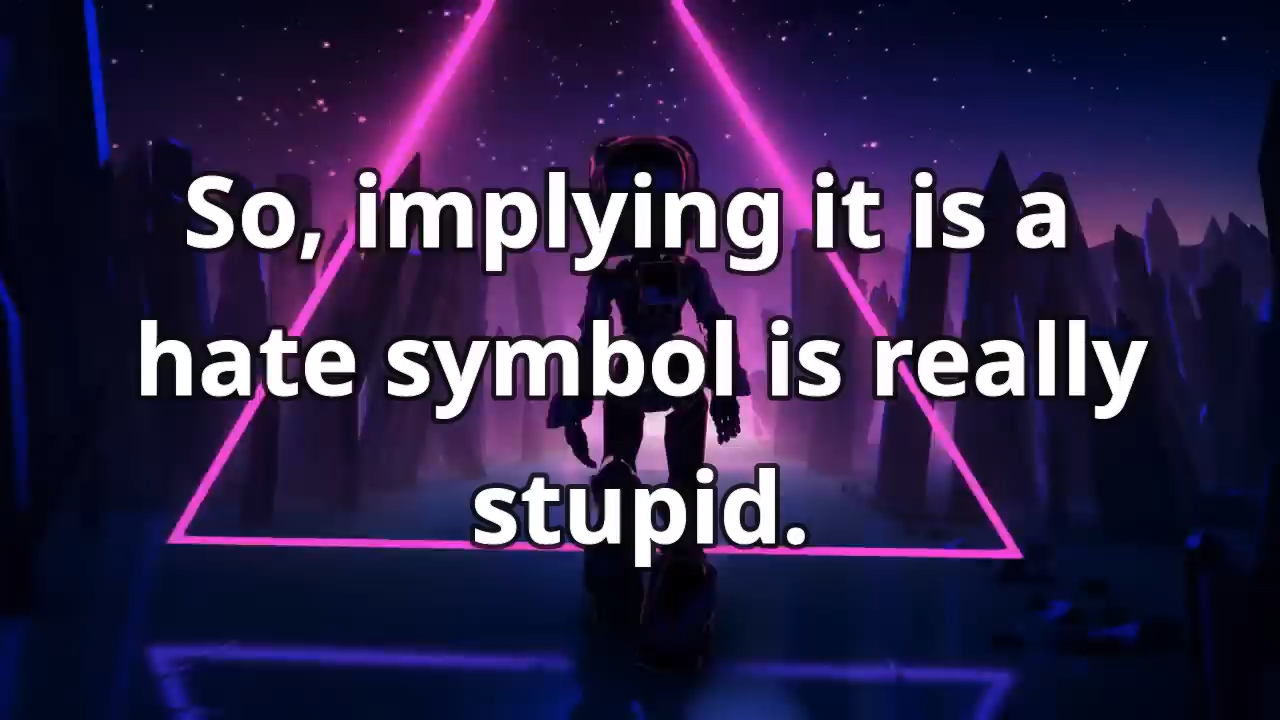 So, implying it is a
hate symbol is really
stupid.